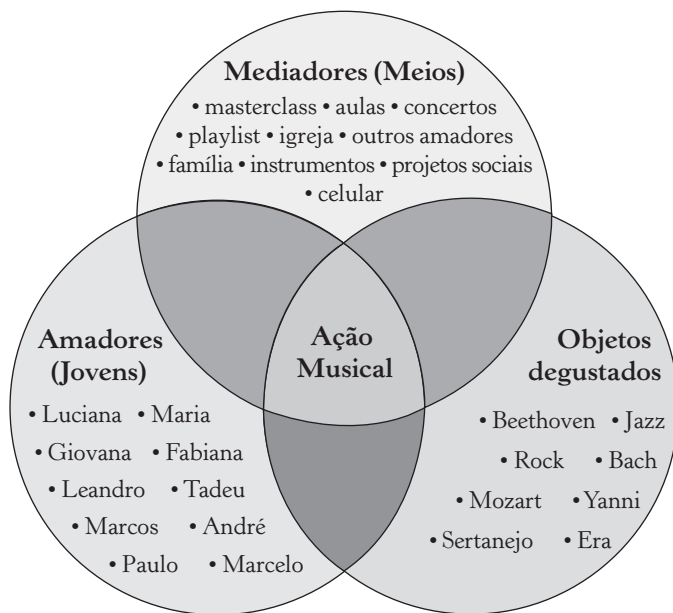 Mediadores (Meios)
• masterclass • aulas • concertos
• playlist • igreja • outros amadores
• família • instrumentos • projetos sociais
• celular
Ação
Musical
Amadores
(Jovens)
• Luciana • Maria
• Giovana • Fabiana
• Leandro • Tadeu
• Marcos • André
• Paulo • Marcelo
Objetos
degustados
• Beethoven • Jazz
• Rock • Bach
• Mozart • Yanni
• Sertanejo • Era